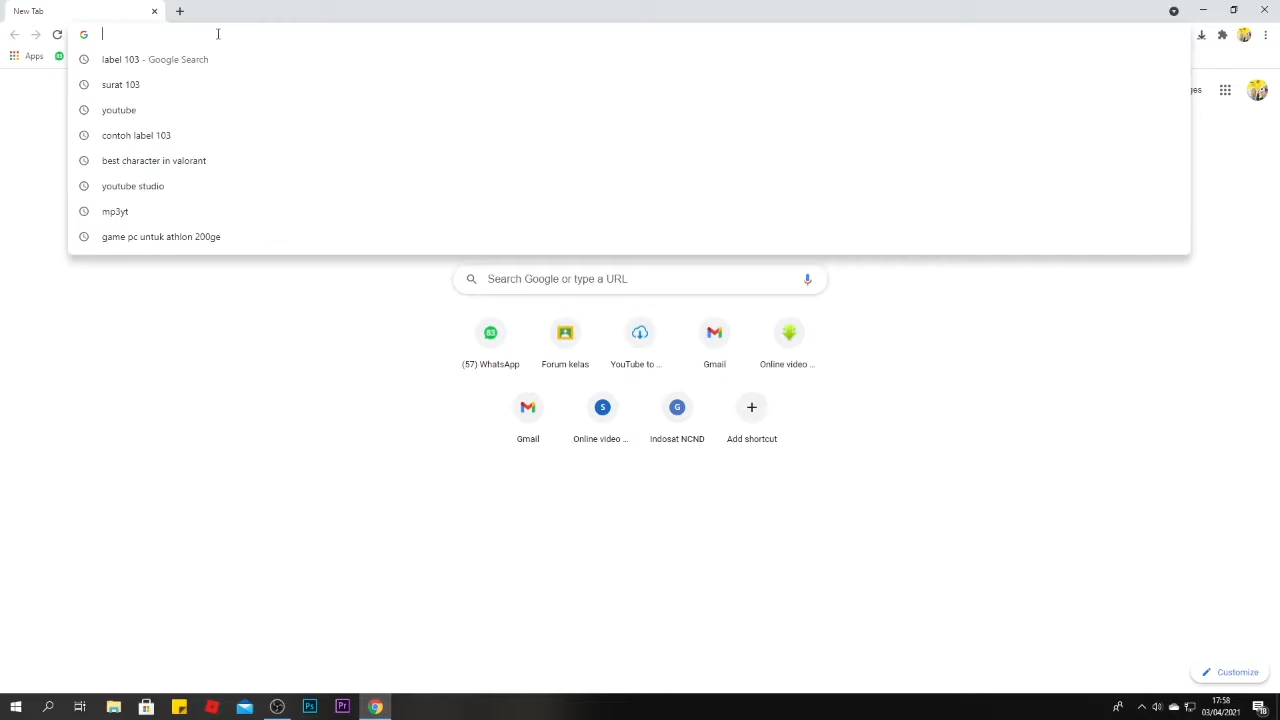 New Tab
Apps
label 103 - Google Search
surat 103
youtube
contoh label 103
best character in valorant
youtube studio
mp3yt
game pc untuk athlon 200ge
ges
Search Google or type a URL
(57) WhatsApp
Forum kelas
YouTube to ...
Gmail
Online video ...
Gmail
Online video ...
Indosat NCND
Add shortcut
Customize
17:58
03/04/2021